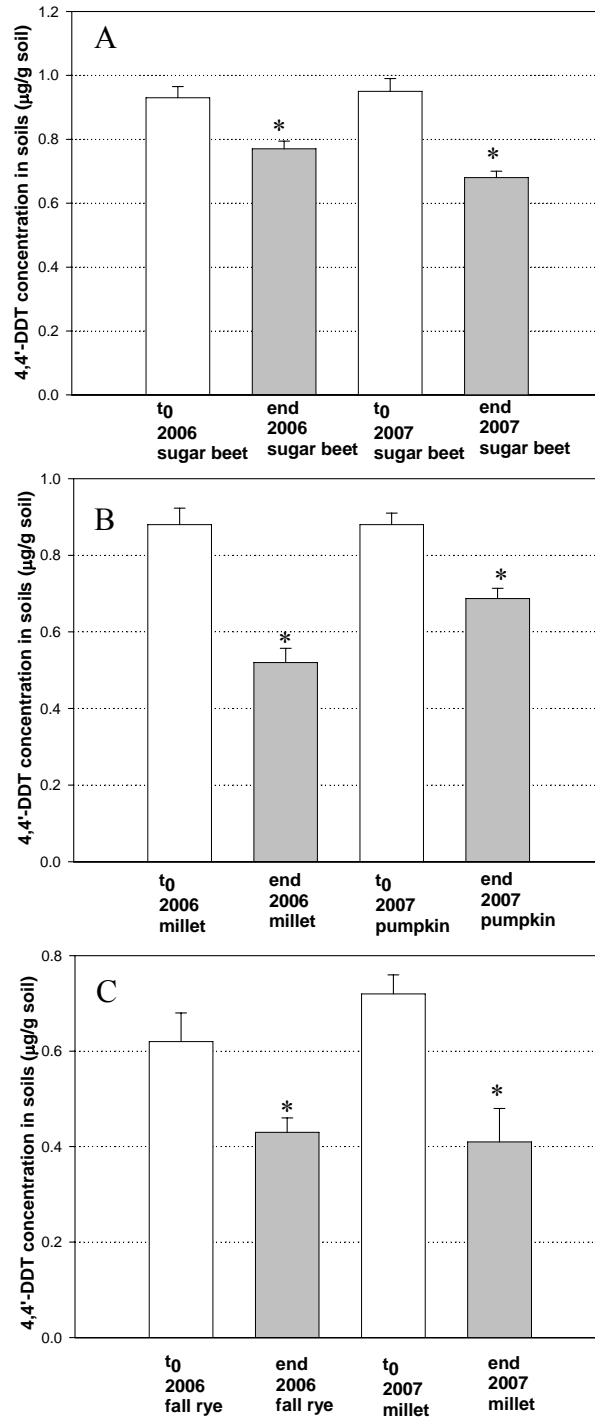 A
4,4'-DDT concentration in soils (µg/g soil)
1.2
1.0
0.8
0.6
0.4
0.2
0.0
*
*
t0 end t0 end
2006 2006 2007 2007
sugar beet sugar beet sugar beet sugar beet
B
4,4'-DDT concentration in soils (µg/g soil)
1.0
0.8
0.6
0.4
0.2
0.0
*
*
t0 end t0 end
2006 2006 2007 2007
millet millet pumpkin pumpkin
C
4,4'-DDT concentration in soils (µg/g soil)
0.8
0.6
0.4
0.2
0.0
*
*
t0 end t0 end
2006 2006 2007 2007
fall rye fall rye millet millet